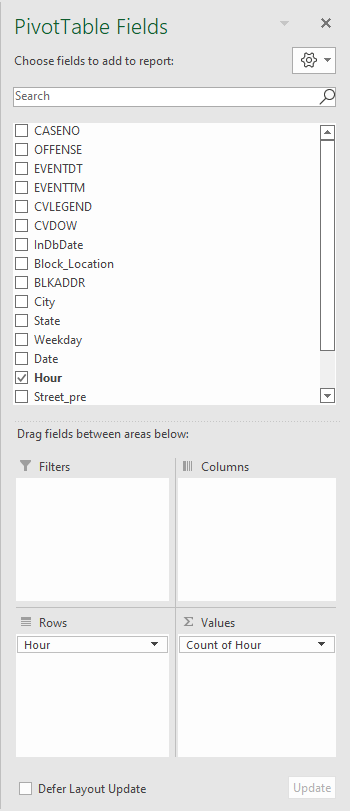 PivotTable Fields
Choose fields to add to report:
Search
CASENO
OFFENSE
EVENTDT
EVENTTM
CVLEGEND
CVDOW
InDbDate
Block_Location
BLKADDR
City
State
Weekday
Date
Hour
Street_pre
Drag fields between areas below:
Filters
Columns
Rows
Values
Hour
Count of Hour
Defer Layout Update
Update